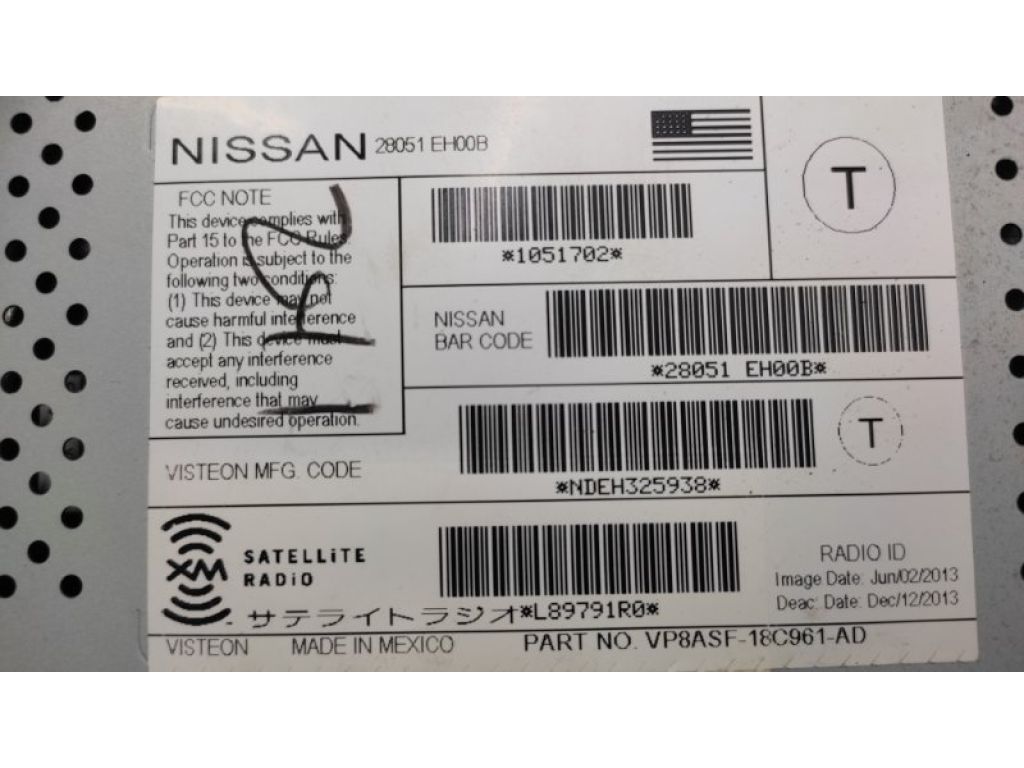 NISSAN 28051 EH00B
T
FCC NOTE
This device complies with
Part 15 to the FCC Rules.
Operation is subject to the
following two conditions:
(1) This device may not
cause harmful interference
and (2) This device must
accept any interference
received, including
interference that may
cause undesired operation.
*1051702*
NISSAN
BAR CODE
*28051 EH00B*
VISTEON MFG. CODE
*NDEH325938*
T
XM SATELLiTE
RADiO
サテライトラジオ
*L89791R0*
RADIO ID
Image Date: Jun/02/2013
Deac. Date: Dec/12/2013
VISTEON MADE IN MEXICO PART NO. VP8ASF-18C961-AD